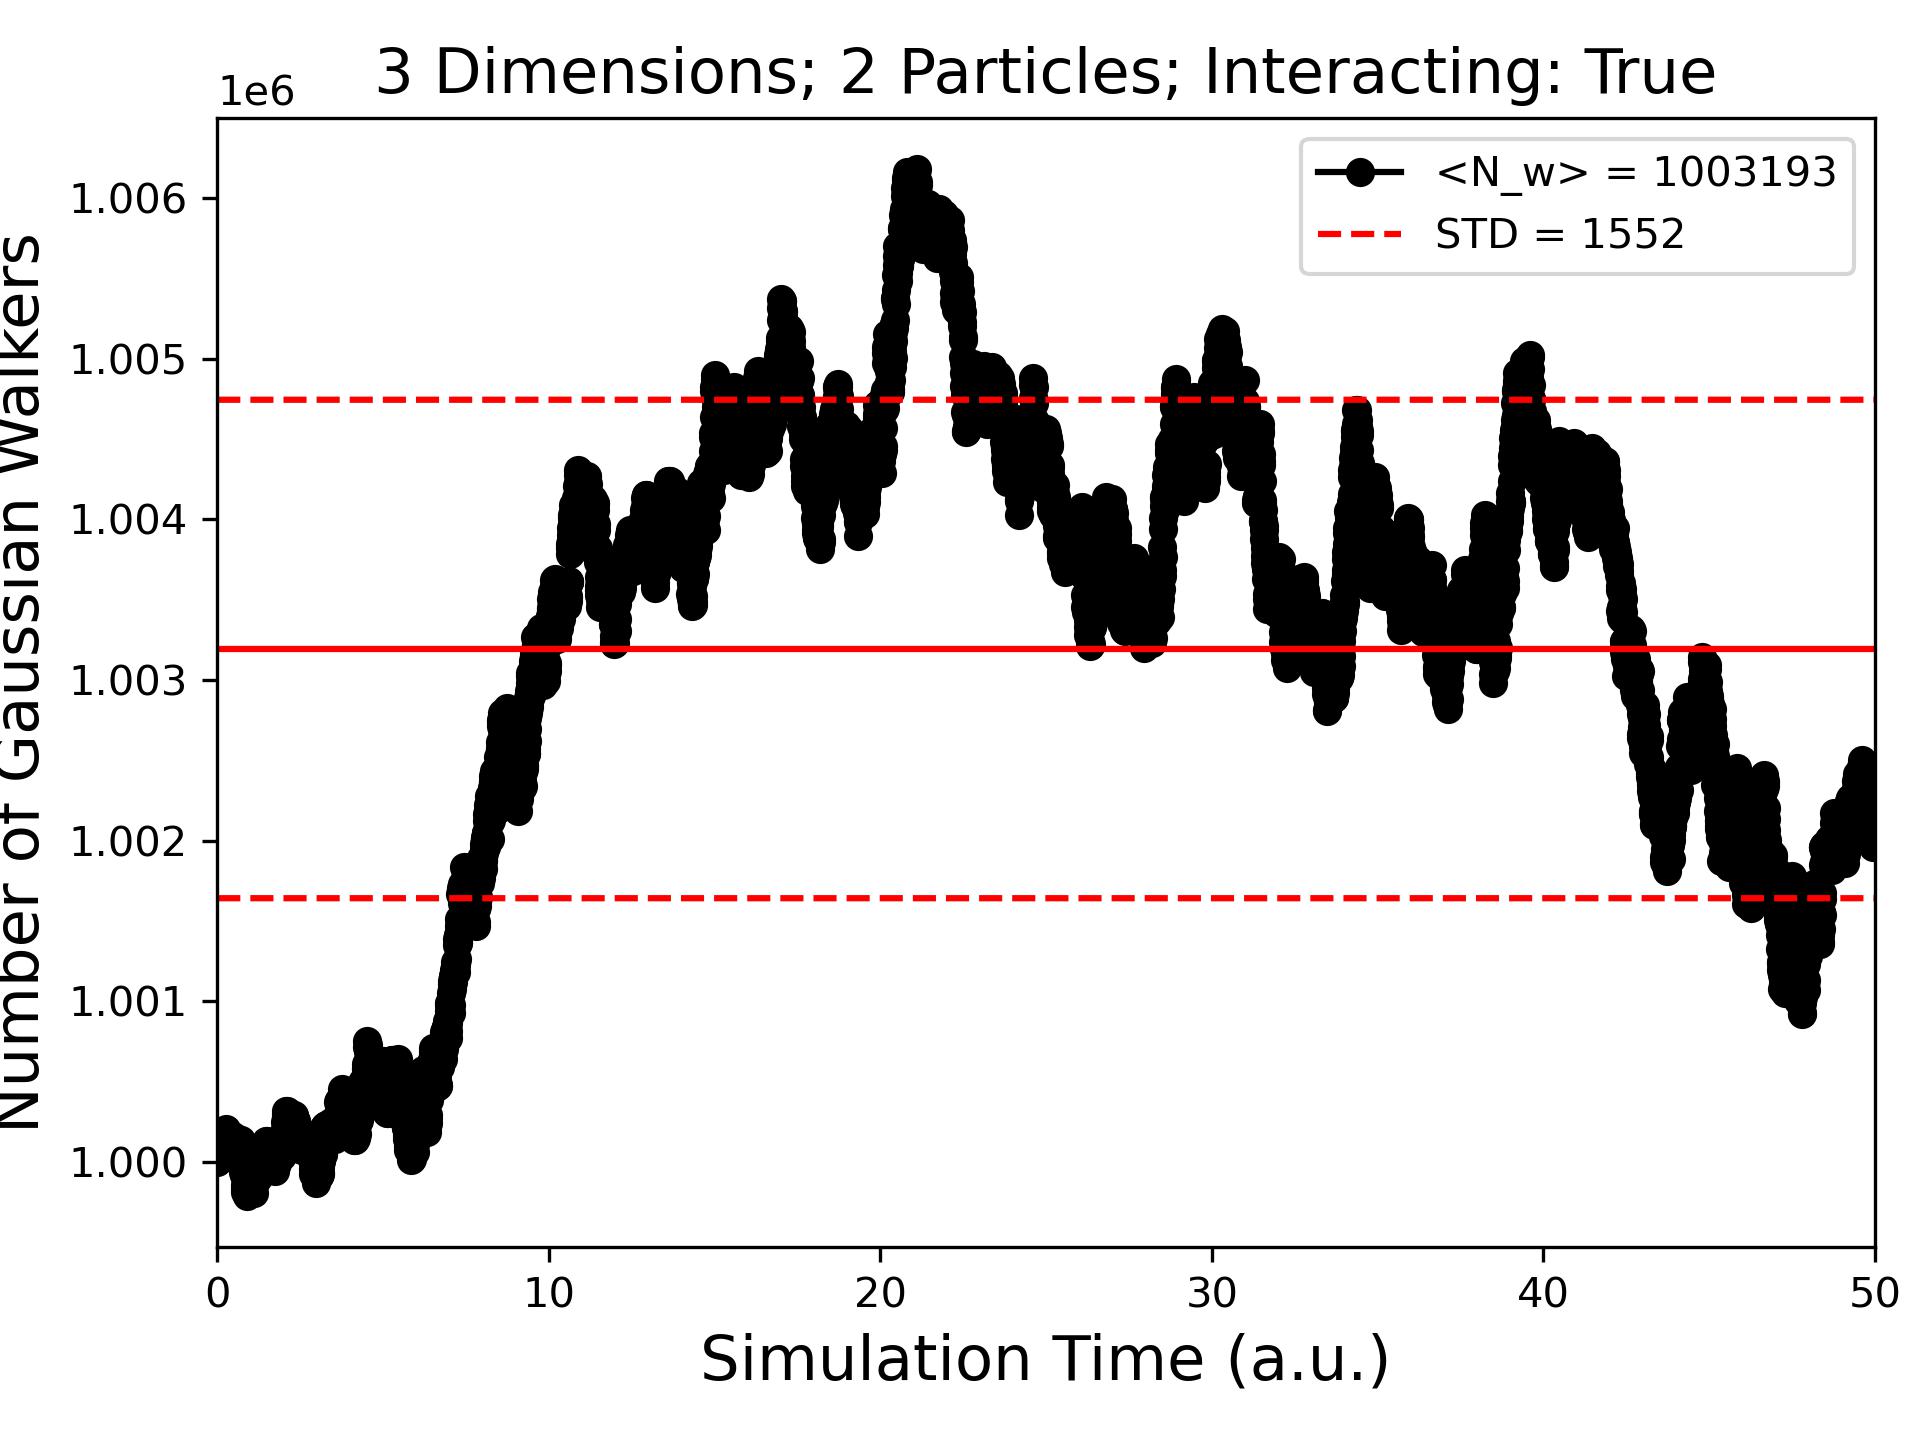 3 Dimensions; 2 Particles; Interacting: True
1e6
<N_w> = 1003193
STD = 1552
Number of Gaussian Walkers
1.006
1.005
1.004
1.003
1.002
1.001
1.000
0 10 20 30 40 50
Simulation Time (a.u.)